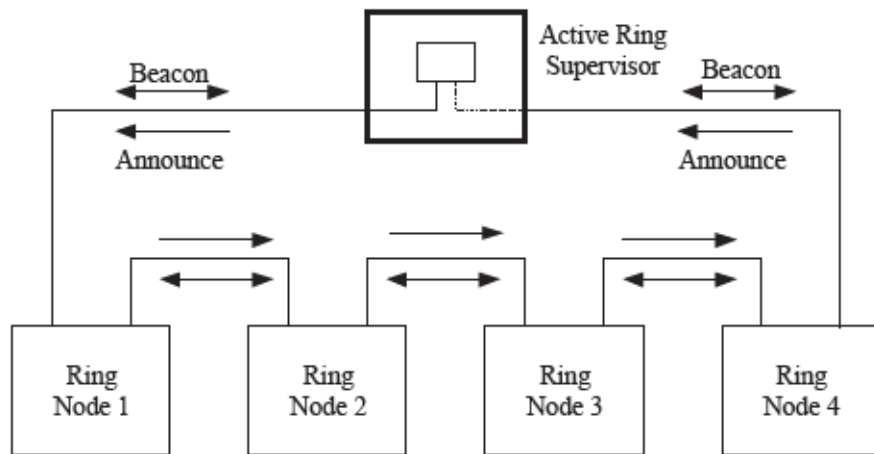 Active Ring
Supervisor
Beacon
Beacon
Announce
Announce
Ring
Node 1
Ring
Node 2
Ring
Node 3
Ring
Node 4